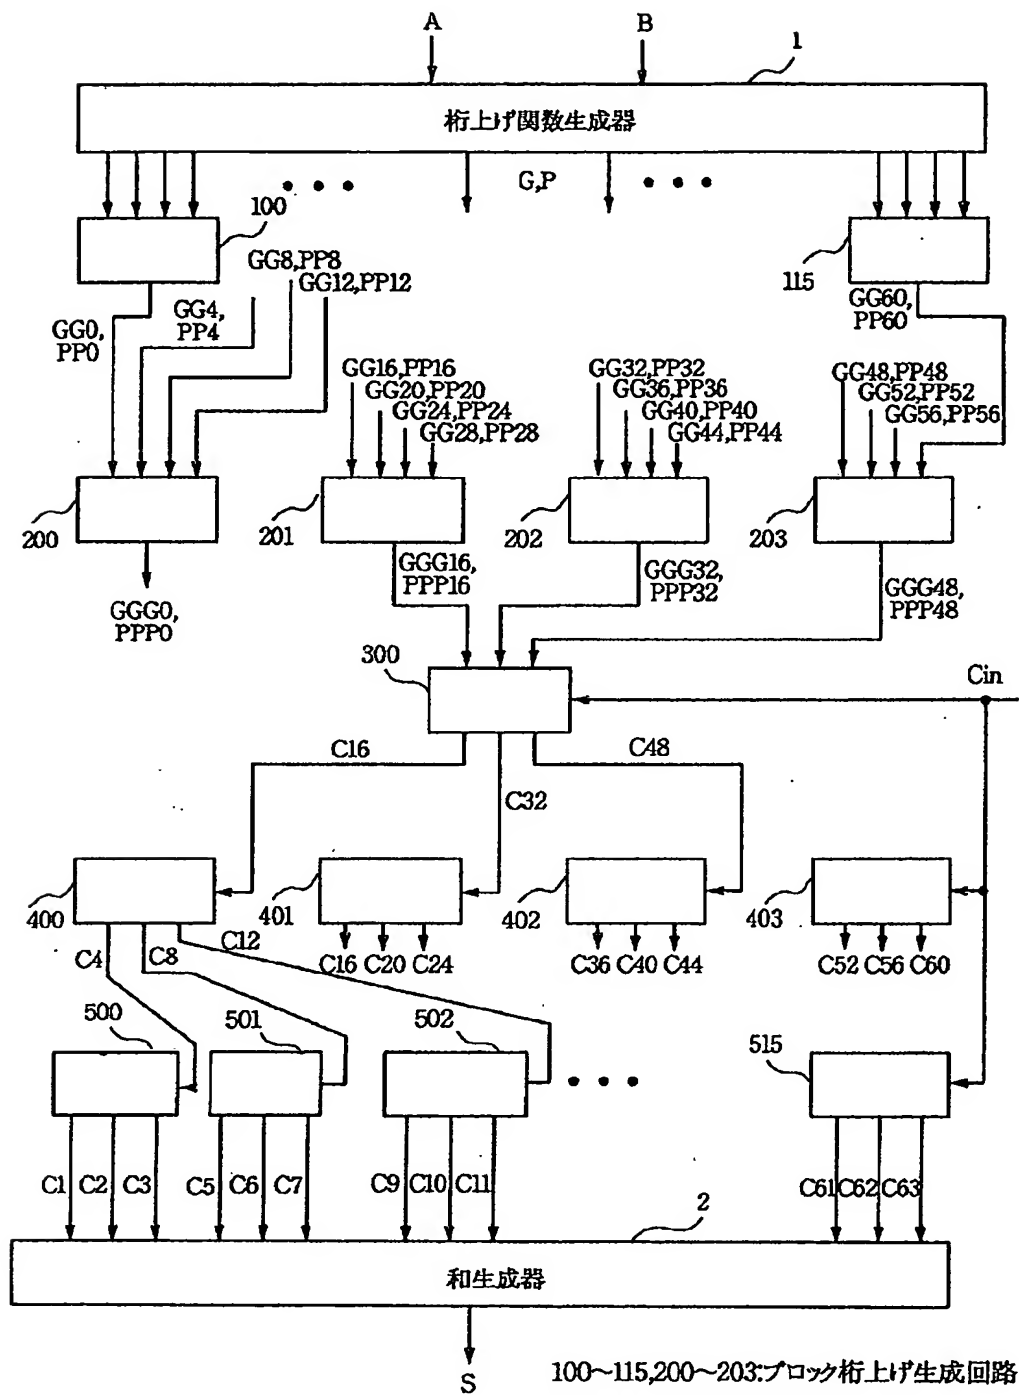 A
B
1
桁上げ関数生成器
G,P
100
115
GG8,PP8
GG12,PP12
GG4,
PP4
GG0,
PP0
GG60,
PP60
GG16,PP16
GG20,PP20
GG24,PP24
GG28,PP28
GG32,PP32
GG36,PP36
GG40,PP40
GG44,PP44
GG48,PP48
GG52,PP52
GG56,PP56
200
201
202
203
GGG0,
PPP0
GGG16,
PPP16
GGG32,
PPP32
GGG48,
PPP48
300
Cin
C16
C32
C48
400
401
402
403
C4
C8
C12
C16 C20 C24
C36 C40 C44
C52 C56 C60
500
501
502
515
C1 C2 C3
C5 C6 C7
C9 C10 C11
C61 C62 C63
2
和生成器
S
100~115,200~203:ブロック桁上げ生成回路